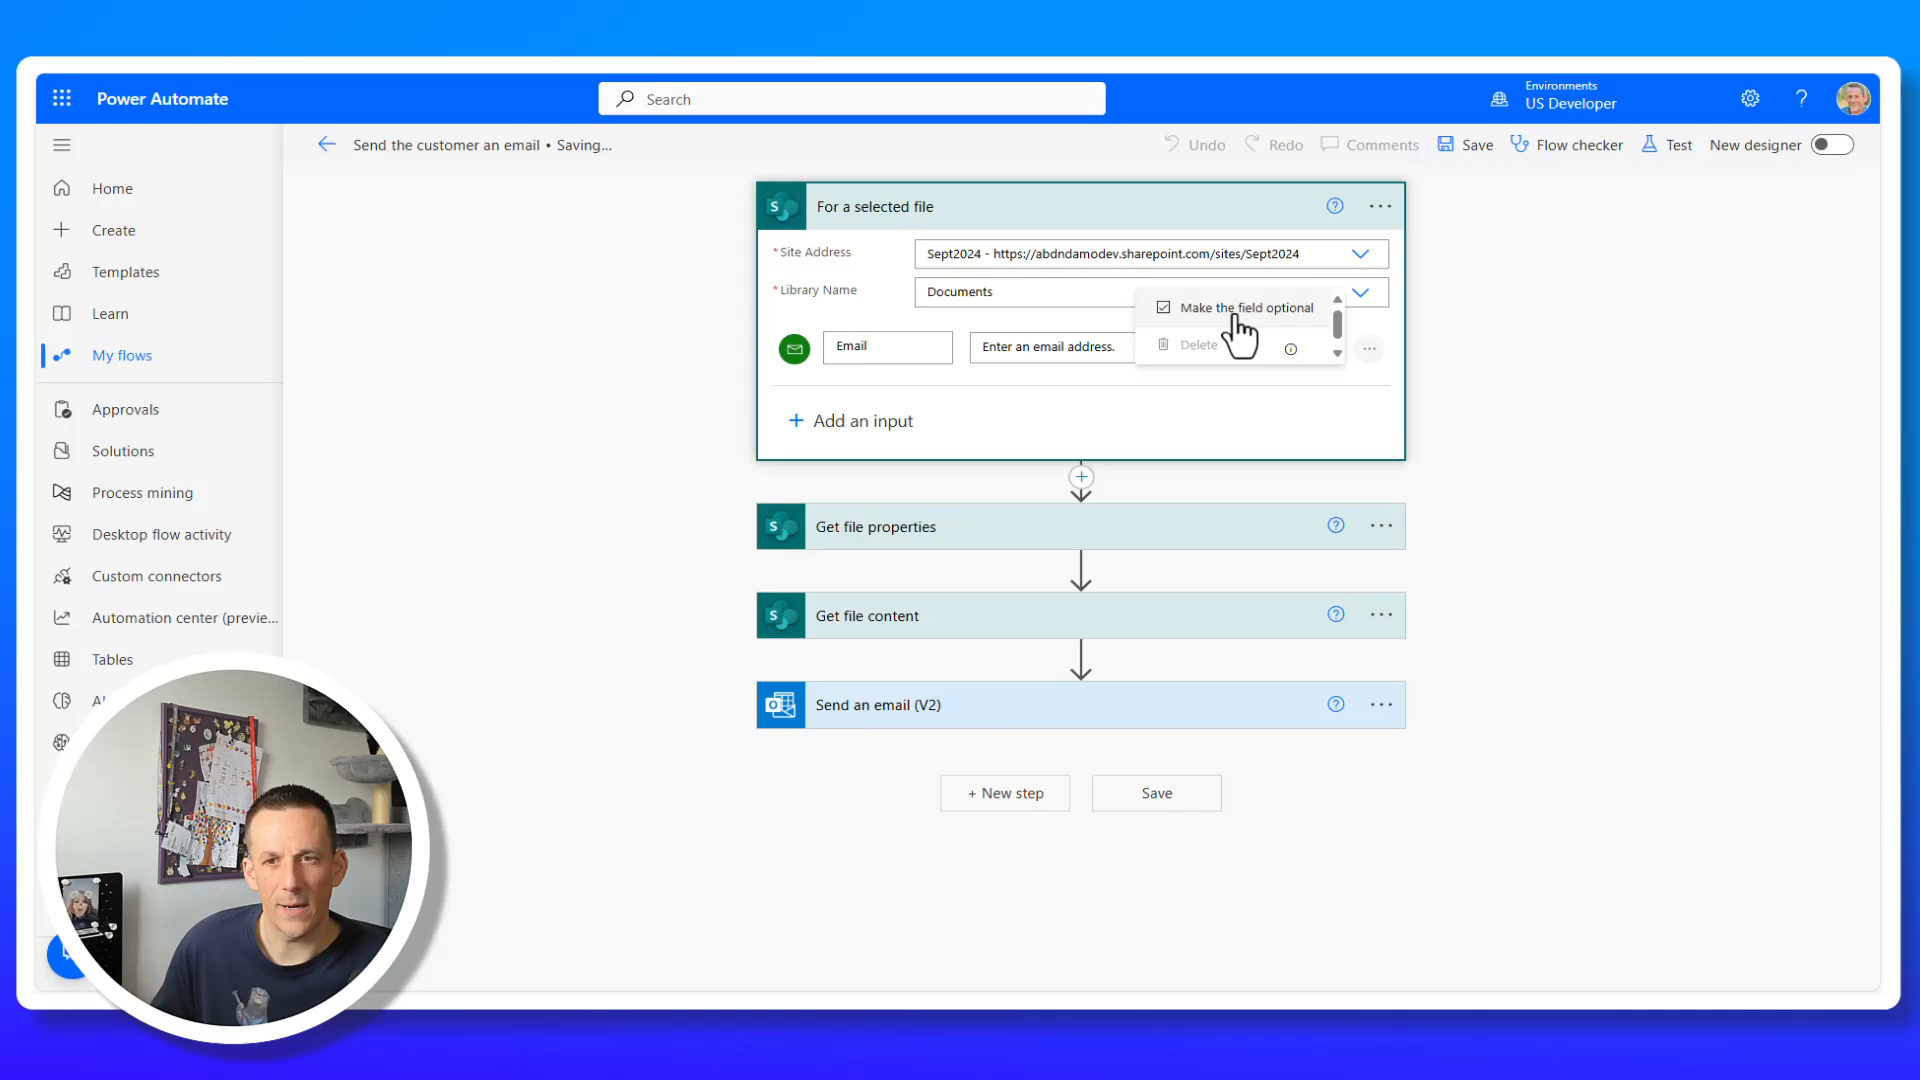 Power Automate
Search
Environments
US Developer
?
Send the customer an email • Saving...
Undo
Redo
Comments
Save
Flow checker
Test
New designer
Home
Create
Templates
Learn
My flows
Approvals
Solutions
Process mining
Desktop flow activity
Custom connectors
Automation center (previe...
Tables
For a selected file
* Site Address
Sept2024 - https://abdndamodev.sharepoint.com/sites/Sept2024
* Library Name
Documents
Make the field optional
Delete
Email
Enter an email address.
+ Add an input
Get file properties
Get file content
Send an email (V2)
+ New step
Save